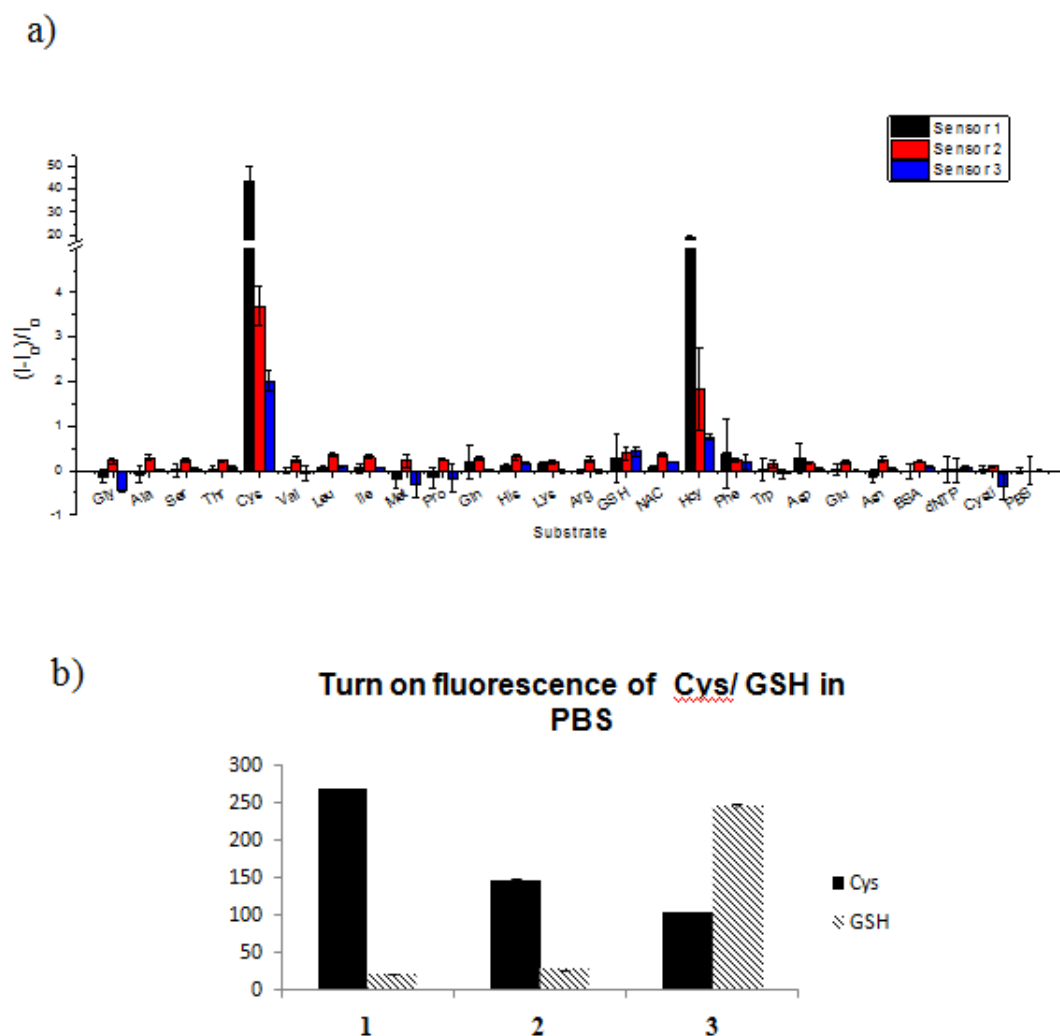 a)
Sensor 1
Sensor 2
Sensor 3
50
40
30
20
4
3
2
1
0
-1
(I-I₀)/I₀
Gly Ala Ser Thr Cys Val Leu Ile Met Pro Gln His Lys Arg GSH NAC Hcy Phe Trp Asp Glu Asn BSA dNTP PBS
Substrate
b)
Turn on fluorescence of Cys/ GSH in
PBS
300
250
200
150
100
50
0
1 2 3
Cys
GSH